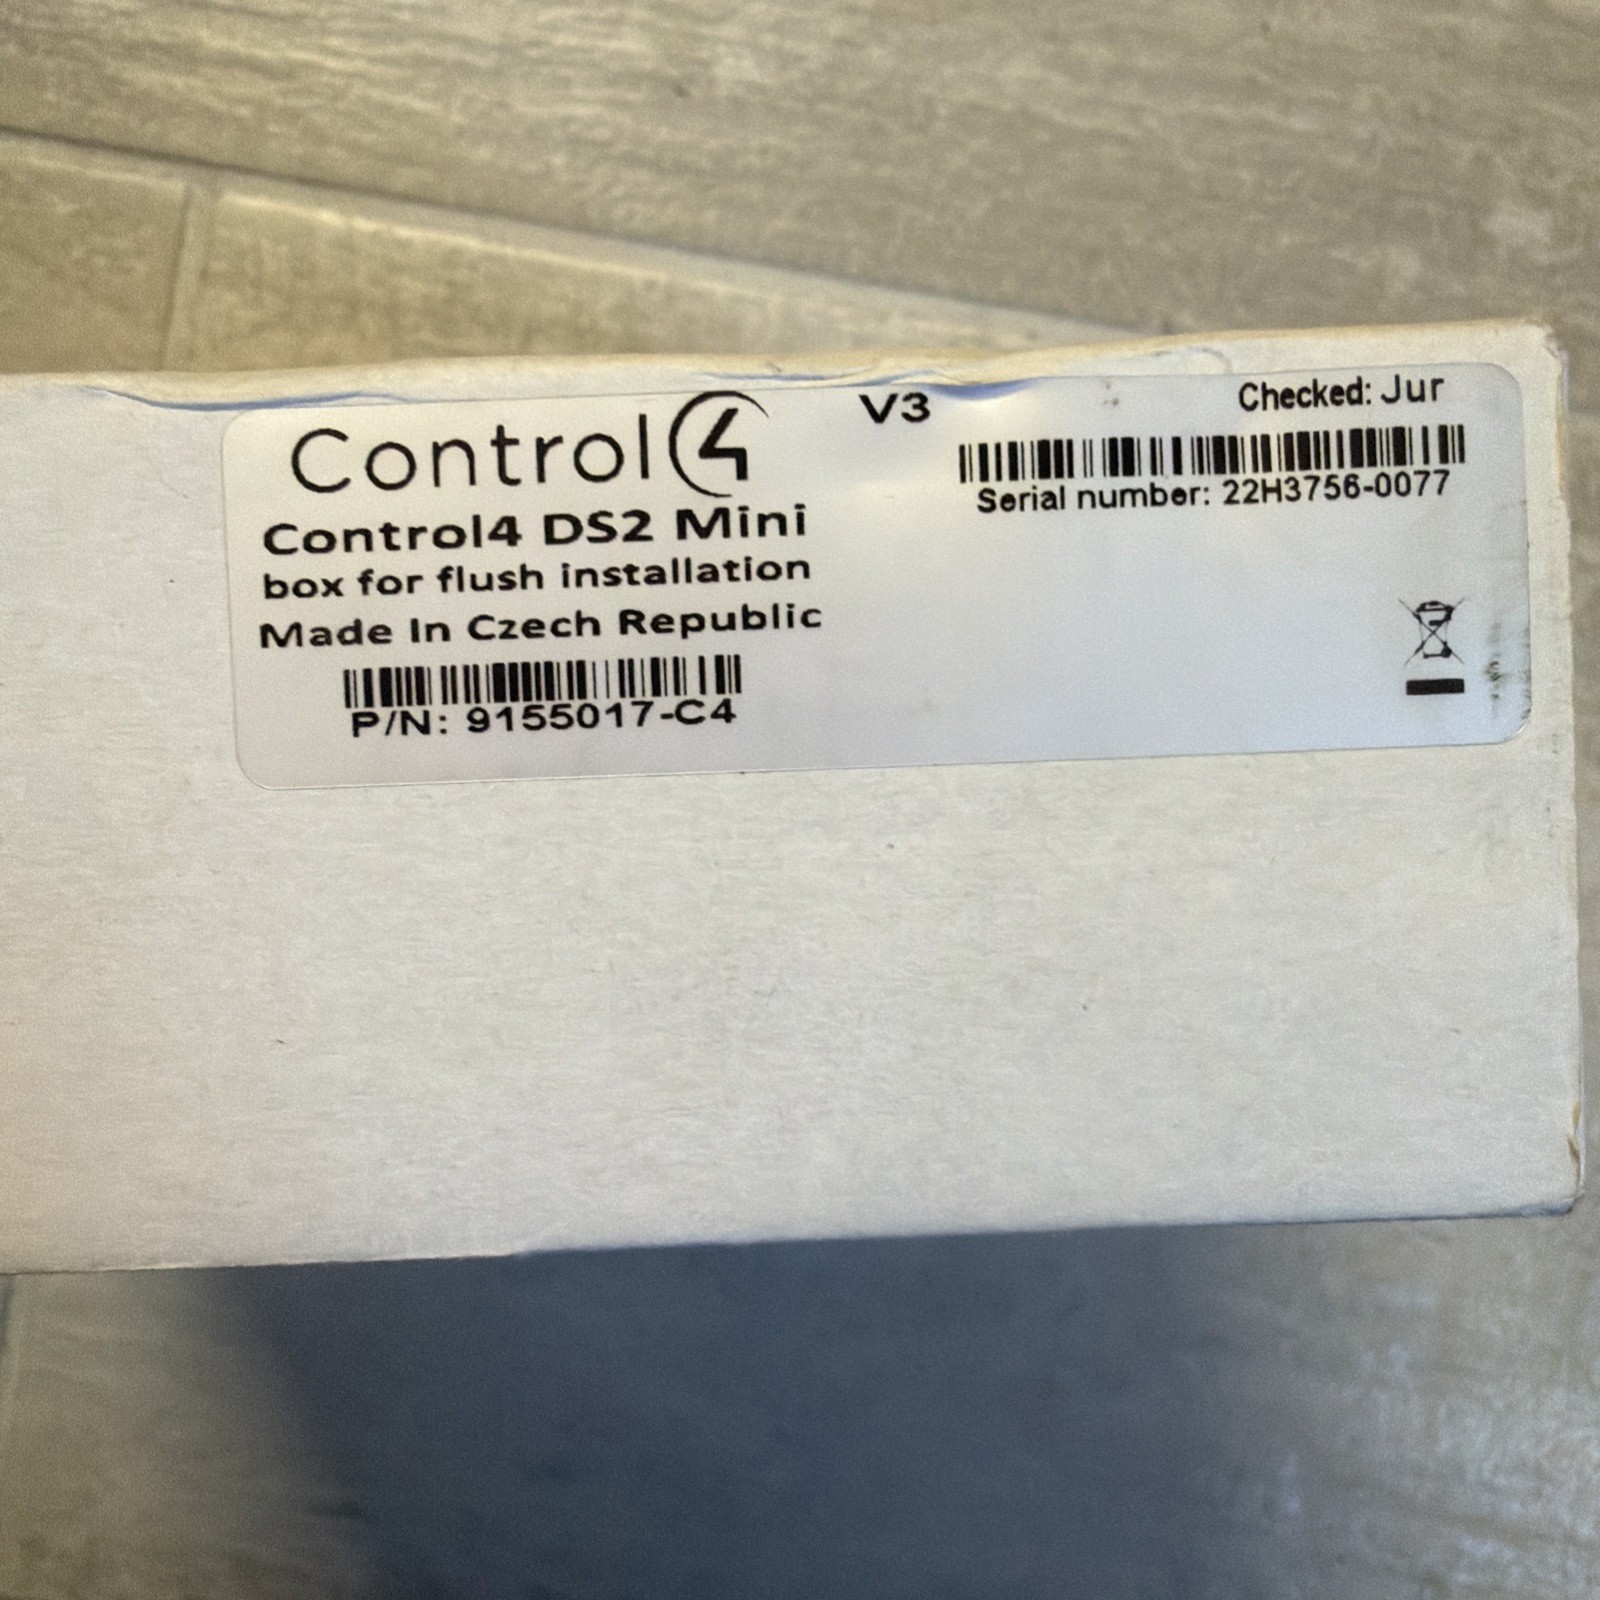 Control4
Control4 DS2 Mini
box for flush installation
Made In Czech Republic
P/N: 9155017-C4
V3
Checked: Jur
Serial number: 22H3756-0077